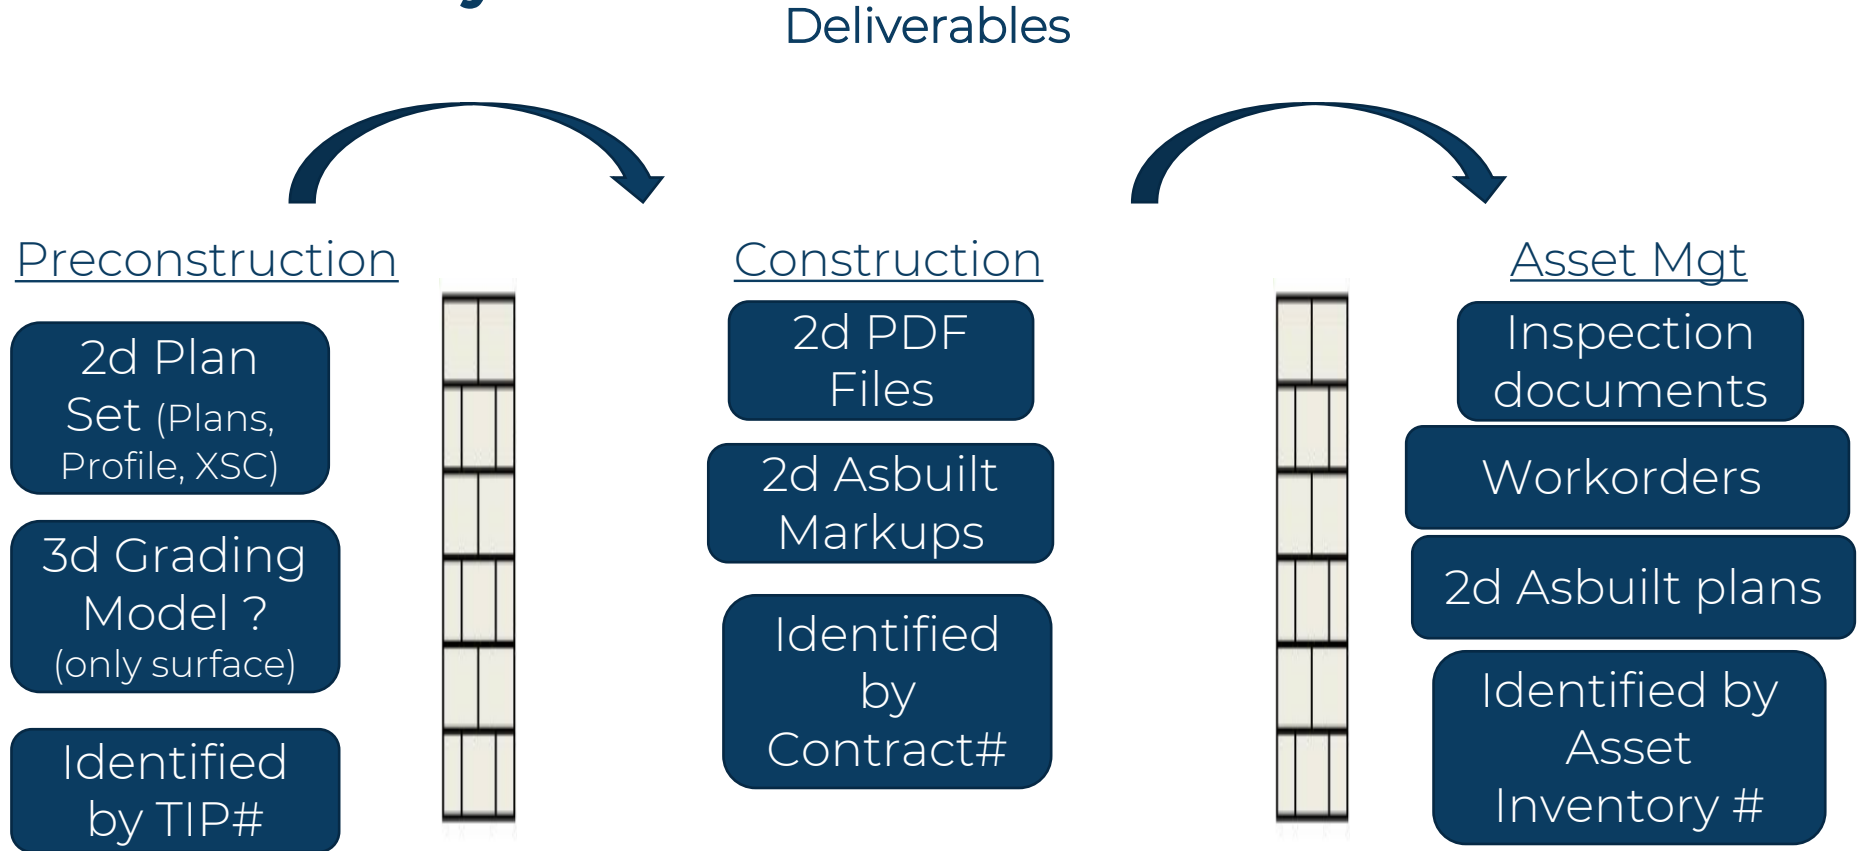 Deliverables
Preconstruction
2d Plan
Set (Plans,
Profile, XSC)
3d Grading
Model ?
(only surface)
Identified
by TIP#
Construction
2d PDF
Files
2d Asbuilt
Markups
Identified
by
Contract#
Asset Mgt
Inspection
documents
Workorders
2d Asbuilt plans
Identified by
Asset
Inventory #